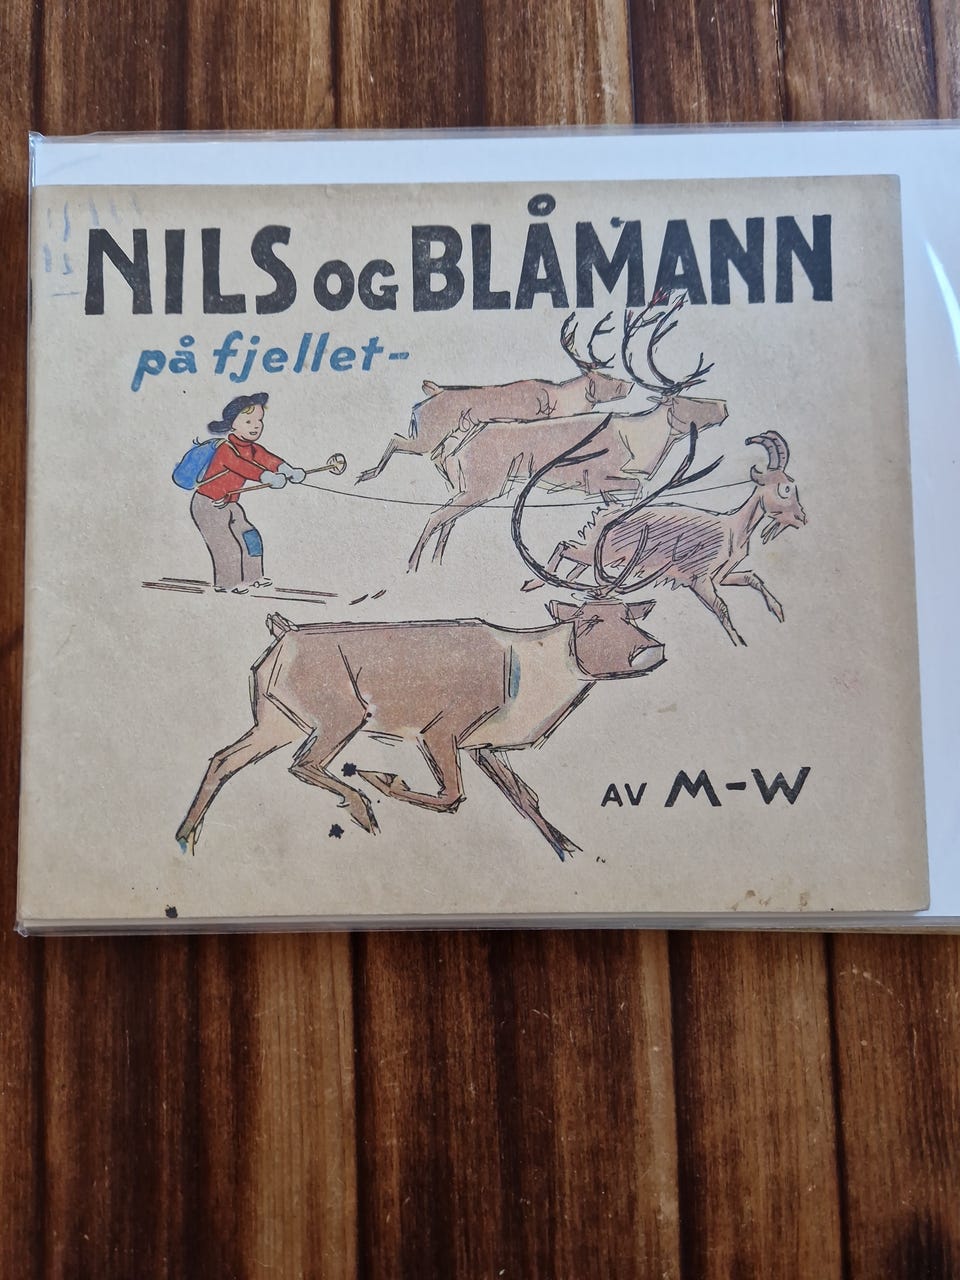 NILS OG BLÅMANN
på fjellet-
AV M-W